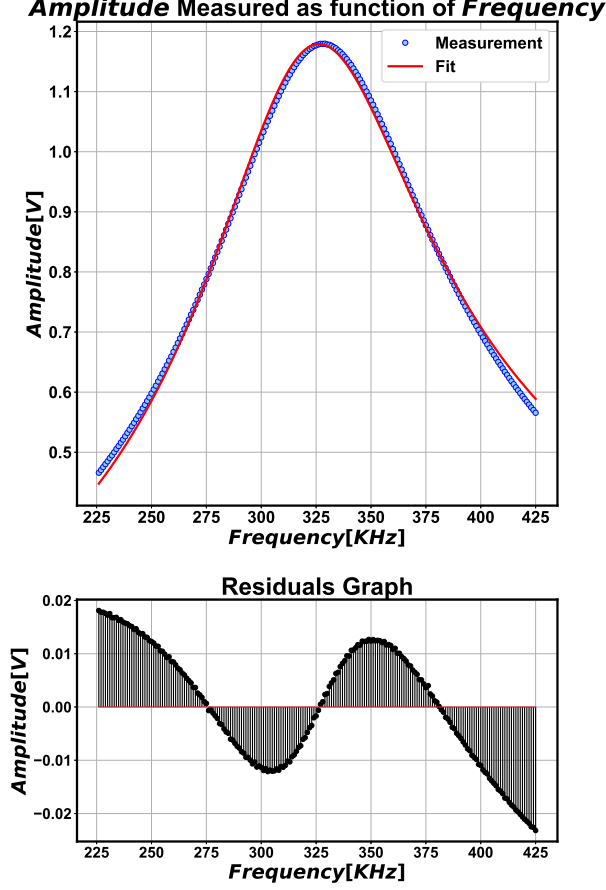 Amplitude Measured as function of Frequency
Measurement
Fit
1.2
1.1
1.0
0.9
0.8
0.7
0.6
0.5
Amplitude[V]
225 250 275 300 325 350 375 400 425
Frequency[KHz]
Residuals Graph
0.02
0.01
0.00
−0.01
−0.02
Amplitude[V]
225 250 275 300 325 350 375 400 425
Frequency[KHz]